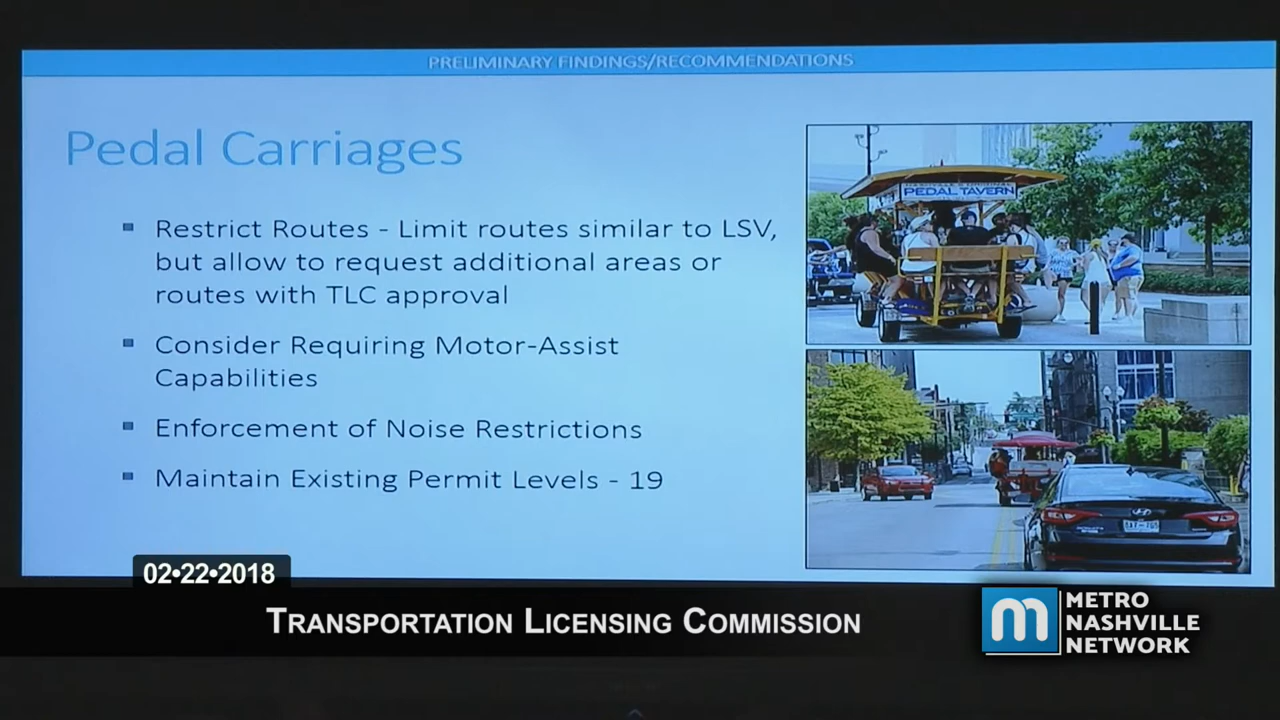 PRELIMINARY FINDINGS/RECOMMENDATIONS
Pedal Carriages
▪ Restrict Routes - Limit routes similar to LSV,
but allow to request additional areas or
routes with TLC approval
▪ Consider Requiring Motor-Assist
Capabilities
▪ Enforcement of Noise Restrictions
▪ Maintain Existing Permit Levels - 19
PEDAL TAVERN
02•22•2018
TRANSPORTATION LICENSING COMMISSION
m
METRO
NASHVILLE
NETWORK